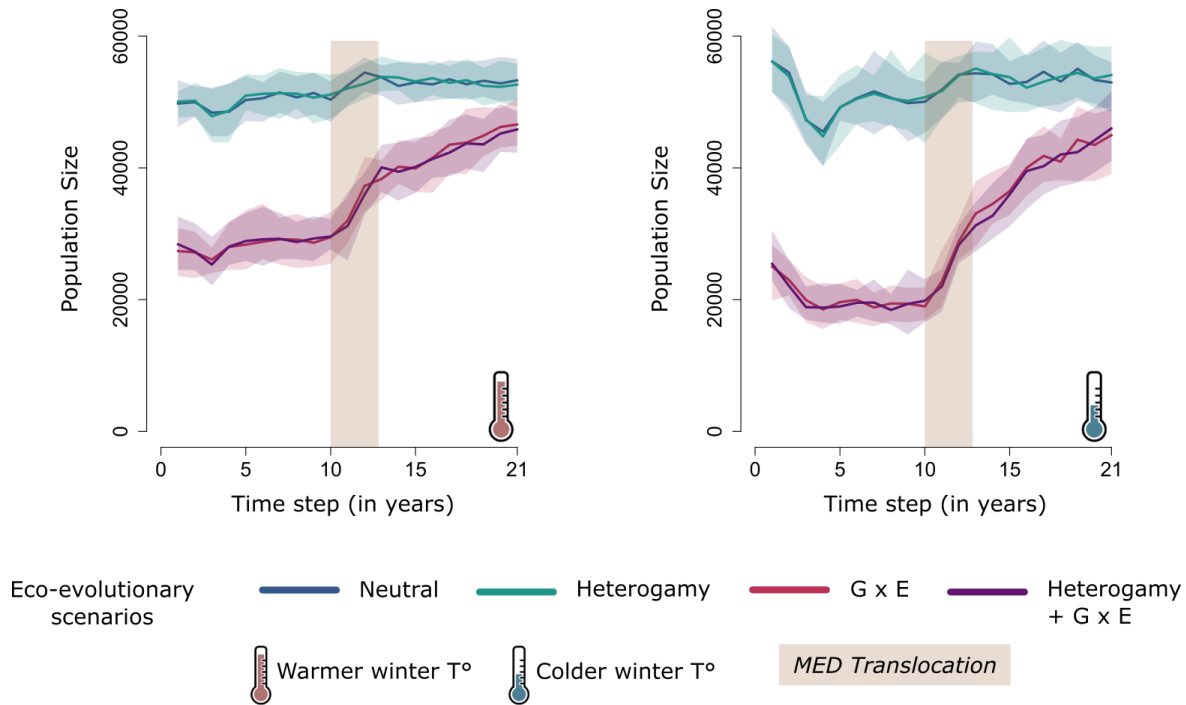 60000
40000
20000
0
Population Size
0
5
10
15
21
Time step (in years)
60000
40000
20000
0
Population Size
0
5
10
15
21
Time step (in years)
Eco-evolutionary
scenarios
Neutral
Heterogamy
G x E
Heterogamy
+ G x E
Warmer winter T°
Colder winter T°
MED Translocation